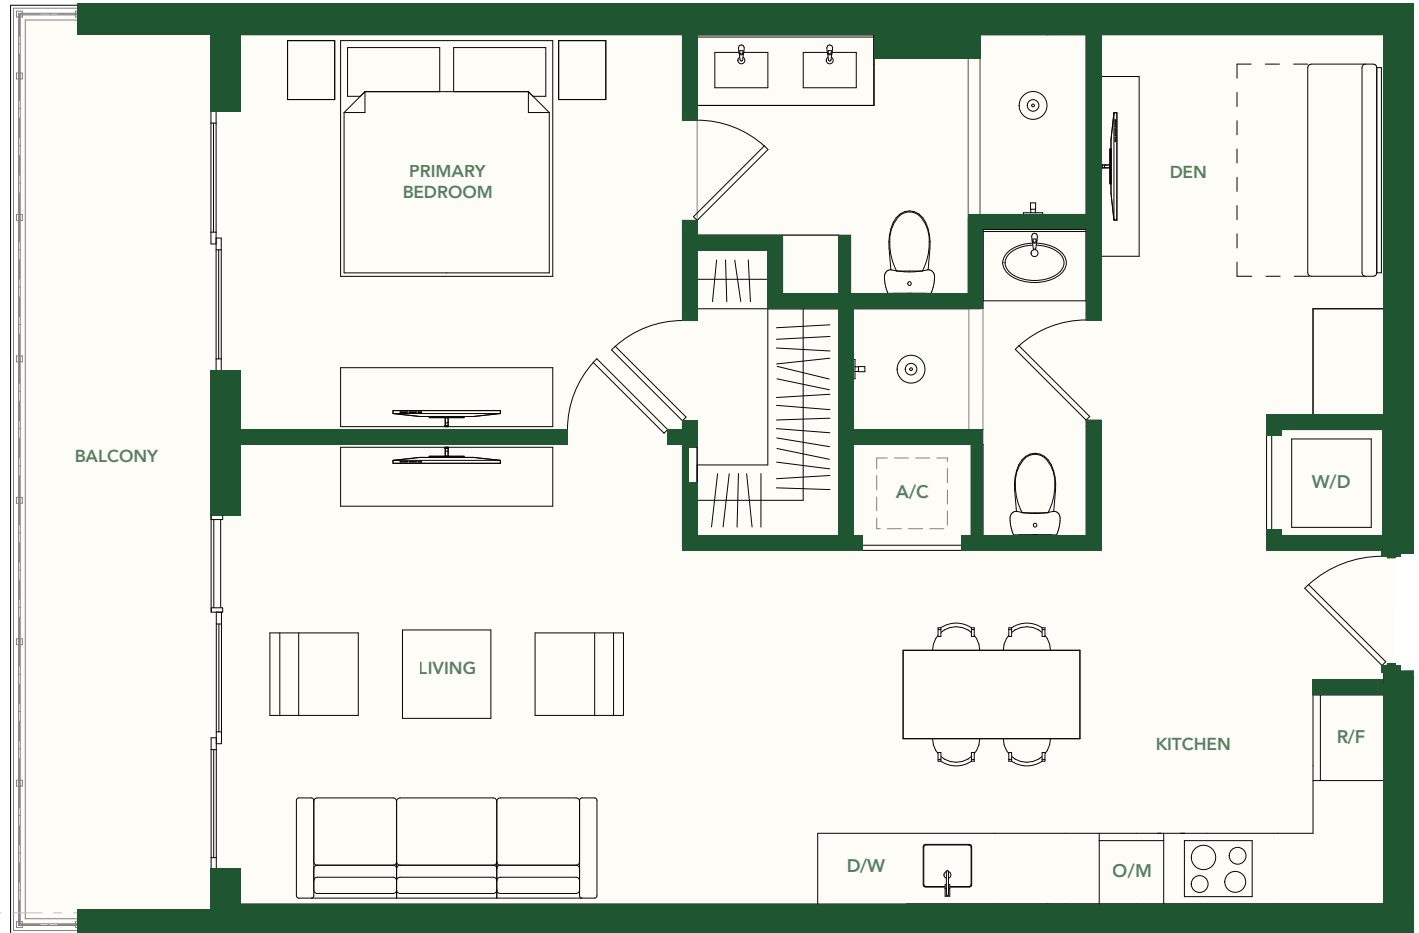 PRIMARY
BEDROOM
DEN
BALCONY
A/C
W/D
LIVING
KITCHEN
R/F
D/W
O/M